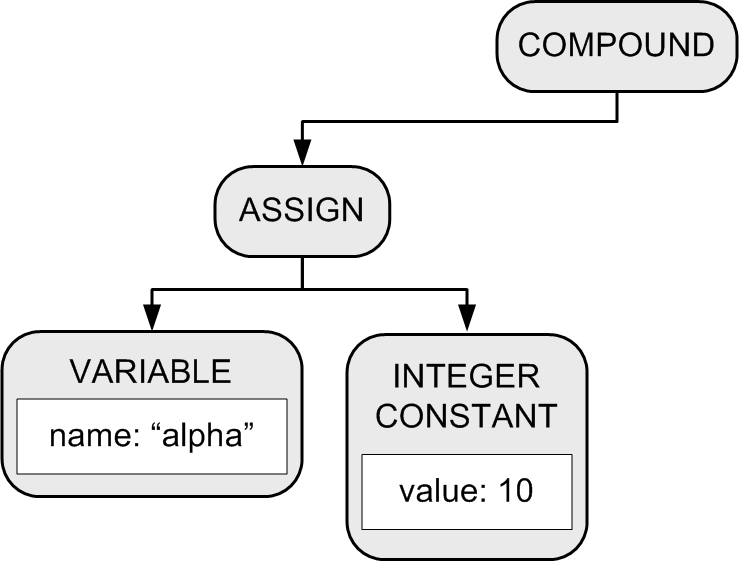 COMPOUND
ASSIGN
VARIABLE
name: “alpha”
INTEGER
CONSTANT
value: 10